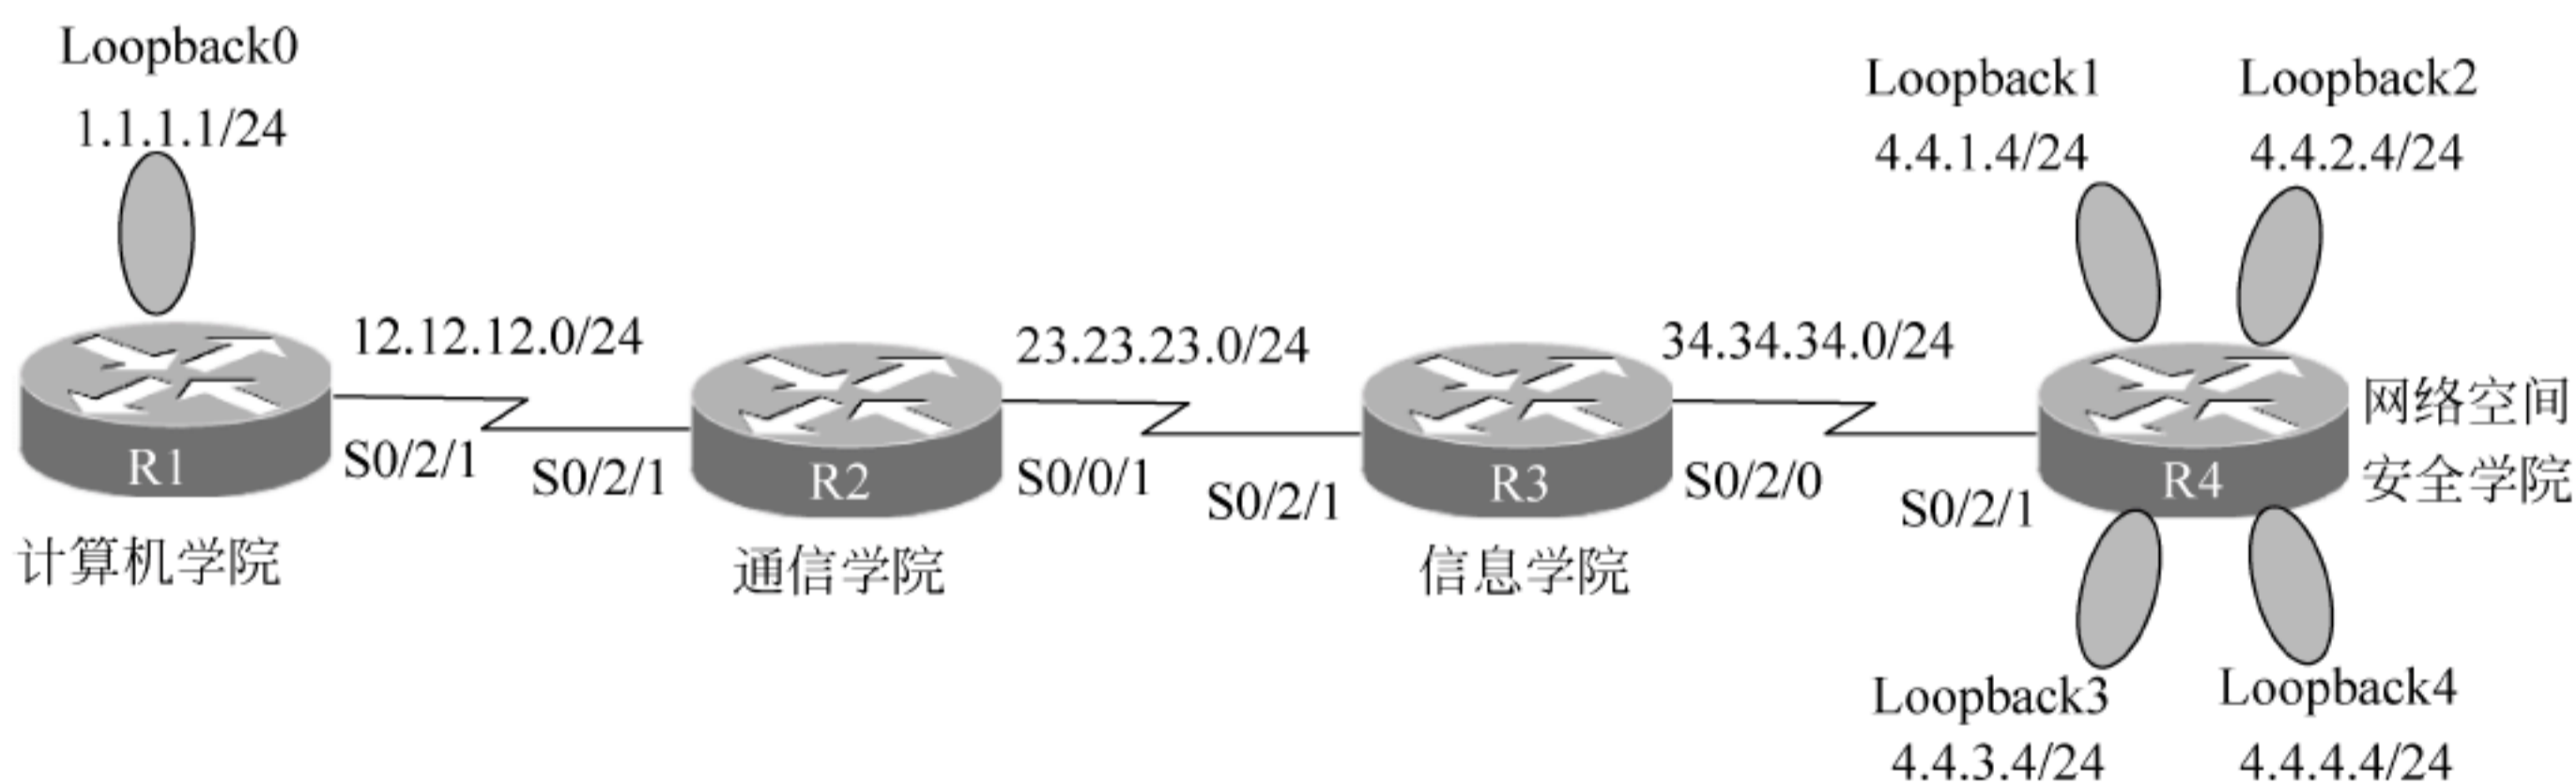 Loopback0
1.1.1.1/24
Loopback1
4.4.1.4/24
Loopback2
4.4.2.4/24
12.12.12.0/24
23.23.23.0/24
34.34.34.0/24
R1
S0/2/1
S0/2/1
R2
S0/0/1
S0/2/1
R3
S0/2/0
S0/2/1
R4
网络空间
安全学院
计算机学院
通信学院
信息学院
Loopback3
4.4.3.4/24
Loopback4
4.4.4.4/24